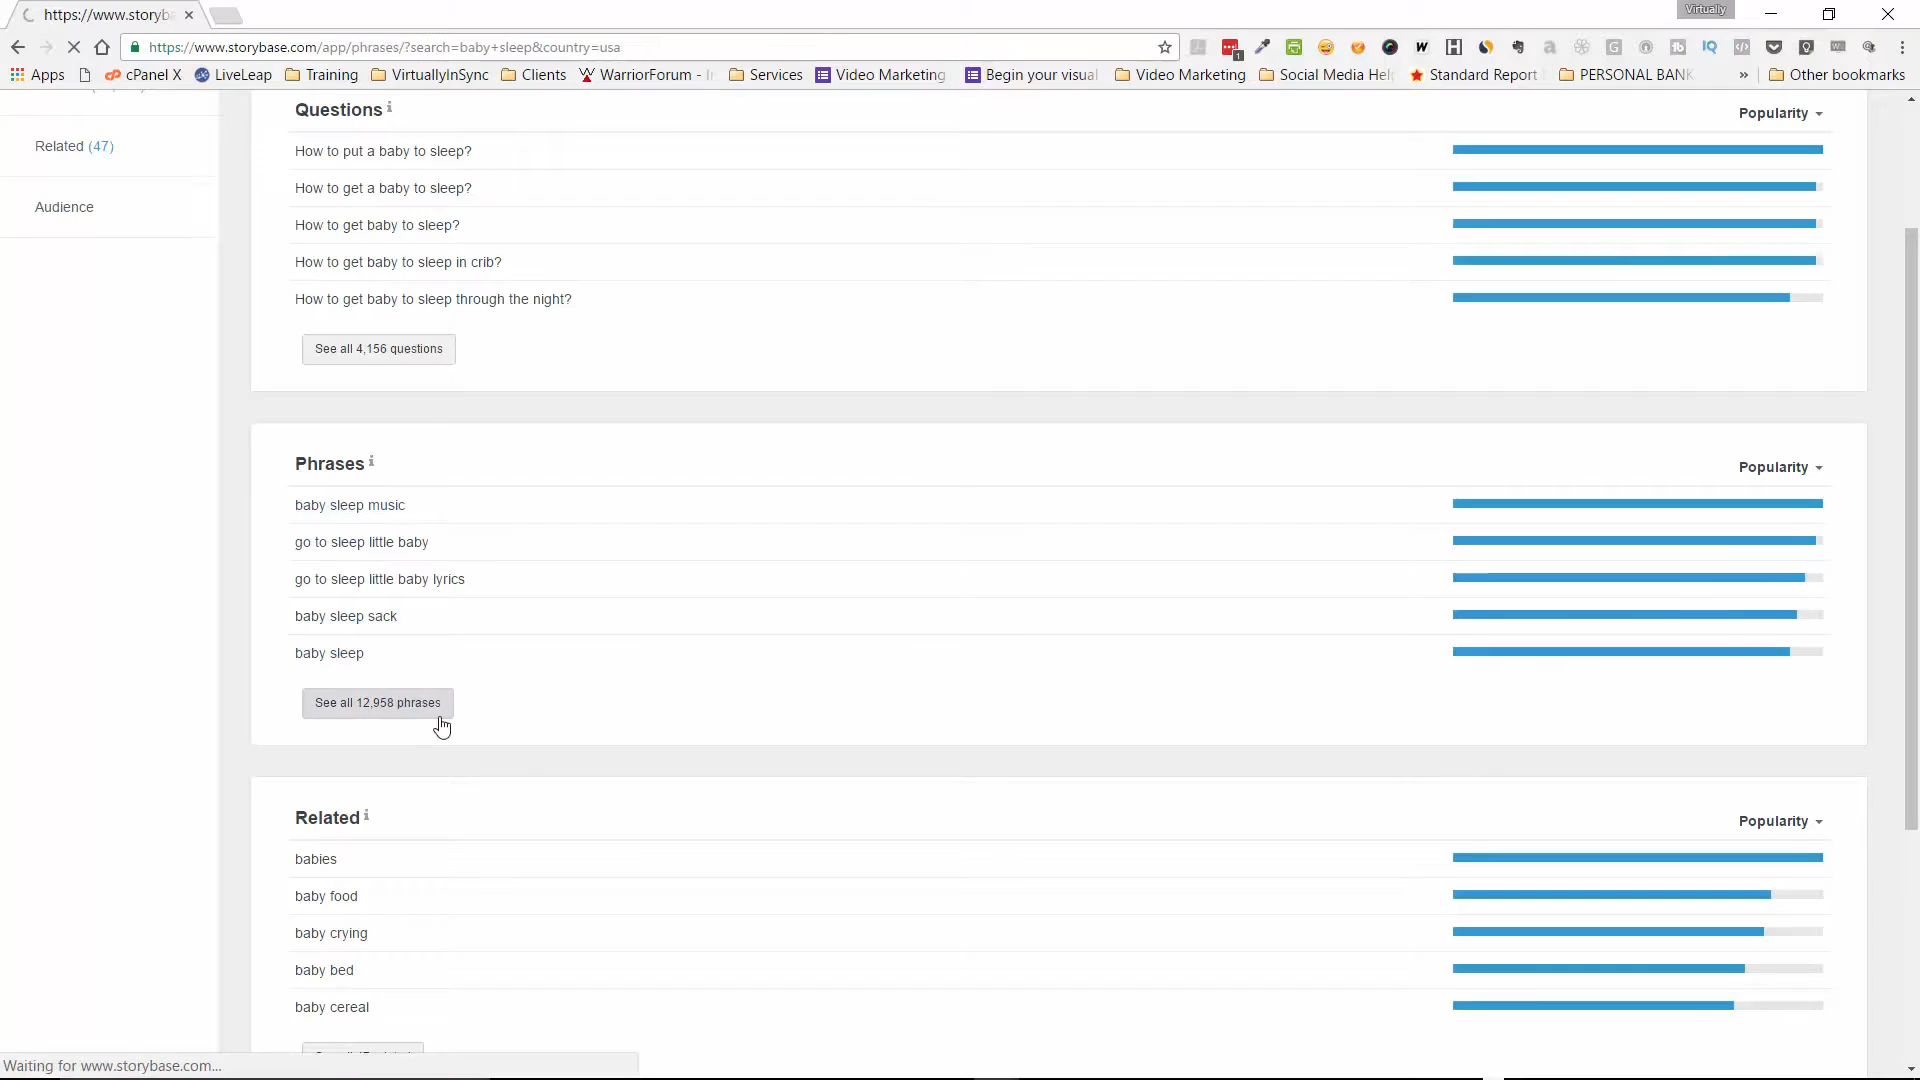 https://www.storyb
Virtually
https://www.storybase.com/app/phrases/?search=baby+sleep&country=usa
Apps
cPanel X
LiveLeap
Training
VirtuallyInSync
Clients
WarriorForum -
Services
Video Marketing
Begin your visual
Video Marketing
Social Media Hel
Standard Report
PERSONAL BANK
» Other bookmarks
Questions i
Popularity
Related (47)
How to put a baby to sleep?
How to get a baby to sleep?
Audience
How to get baby to sleep?
How to get baby to sleep in crib?
How to get baby to sleep through the night?
See all 4,156 questions
Phrases i
Popularity
baby sleep music
go to sleep little baby
go to sleep little baby lyrics
baby sleep sack
baby sleep
See all 12,958 phrases
Related i
Popularity
babies
baby food
baby crying
baby bed
baby cereal
Waiting for www.storybase.com...